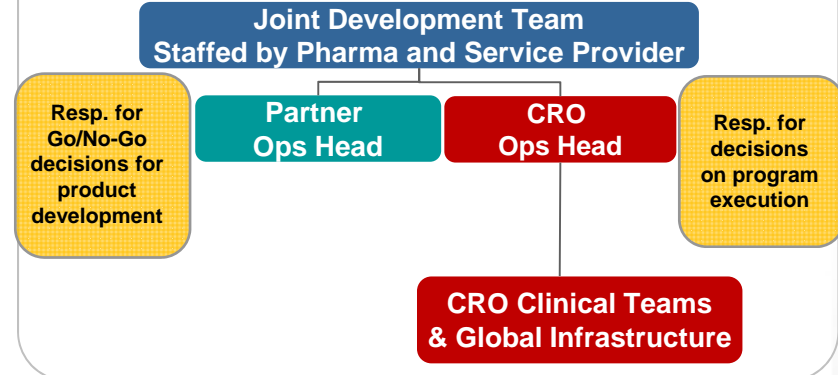 Joint Development Team
Staffed by Pharma and Service Provider
Resp. for
Go/No-Go
decisions for
product
development
Partner
Ops Head
CRO
Ops Head
Resp. for
decisions
on program
execution
CRO Clinical Teams
& Global Infrastructure